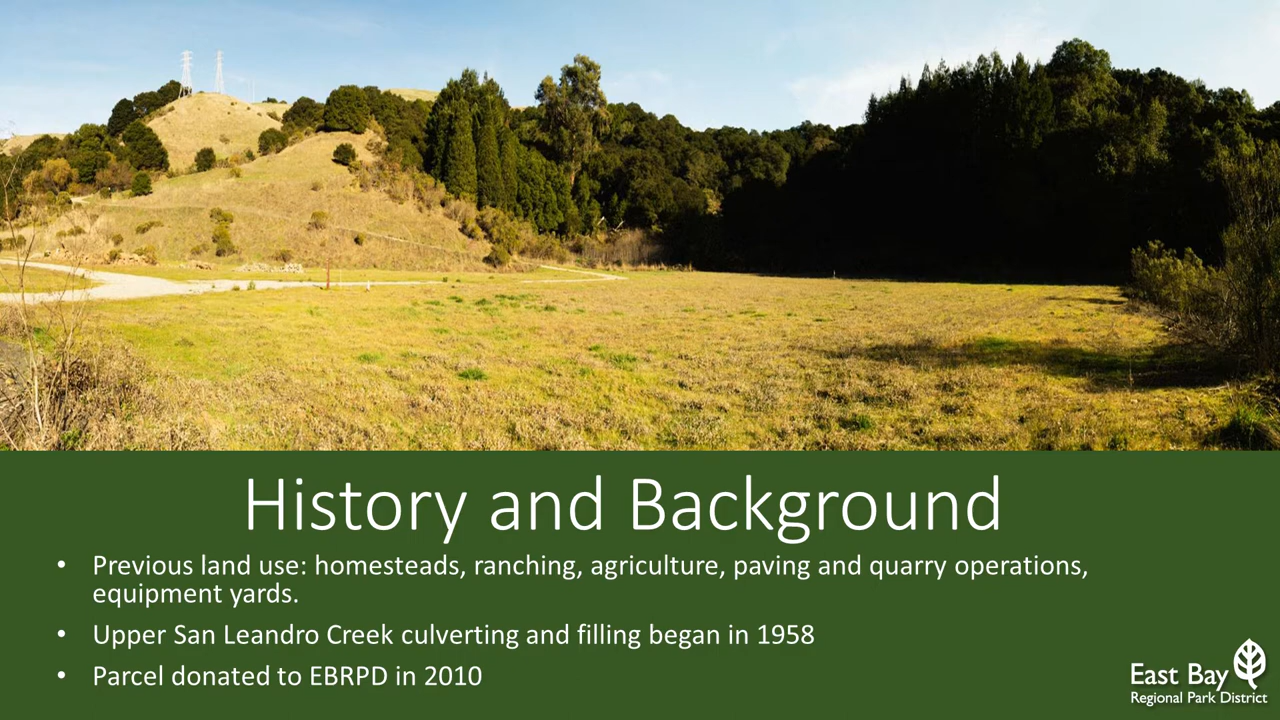 History and Background
• Previous land use: homesteads, ranching, agriculture, paving and quarry operations,
equipment yards.
• Upper San Leandro Creek culverting and filling began in 1958
• Parcel donated to EBRPD in 2010
East Bay
Regional Park District